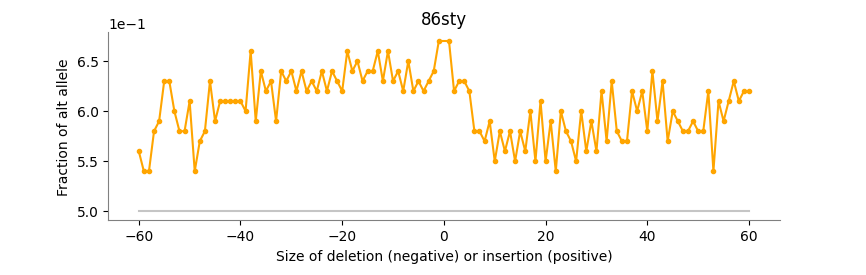 86sty
1e−1
6.5
6.0
5.5
5.0
Fraction of alt allele
−60 −40 −20 0 20 40 60
Size of deletion (negative) or insertion (positive)